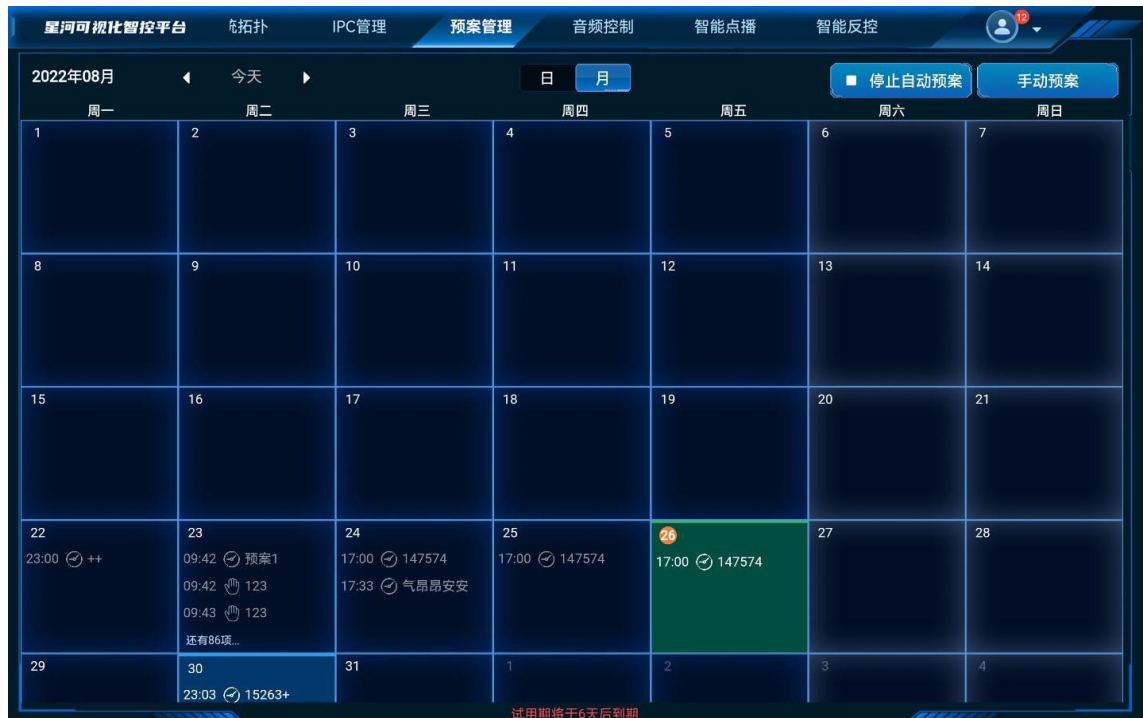 星河可视化智控平台 统拓扑 IPC管理 预案管理 音频控制 智能点播 智能反控 12
2022年08月 今天 日 月 停止自动预案 手动预案
周一 周二 周三 周四 周五 周六 周日
1 2 3 4 5 6 7
8 9 10 11 12 13 14
15 16 17 18 19 20 21
22 23 24 25 26 27 28
23:00 ++ 09:42 预案1 17:00 147574 17:00 147574 17:00 147574
09:42 123 17:33 气昂昂安安
09:43 123
还有86项...
29 30 31 1 2 3 4
23:03 15263+
试用期将于6天后到期